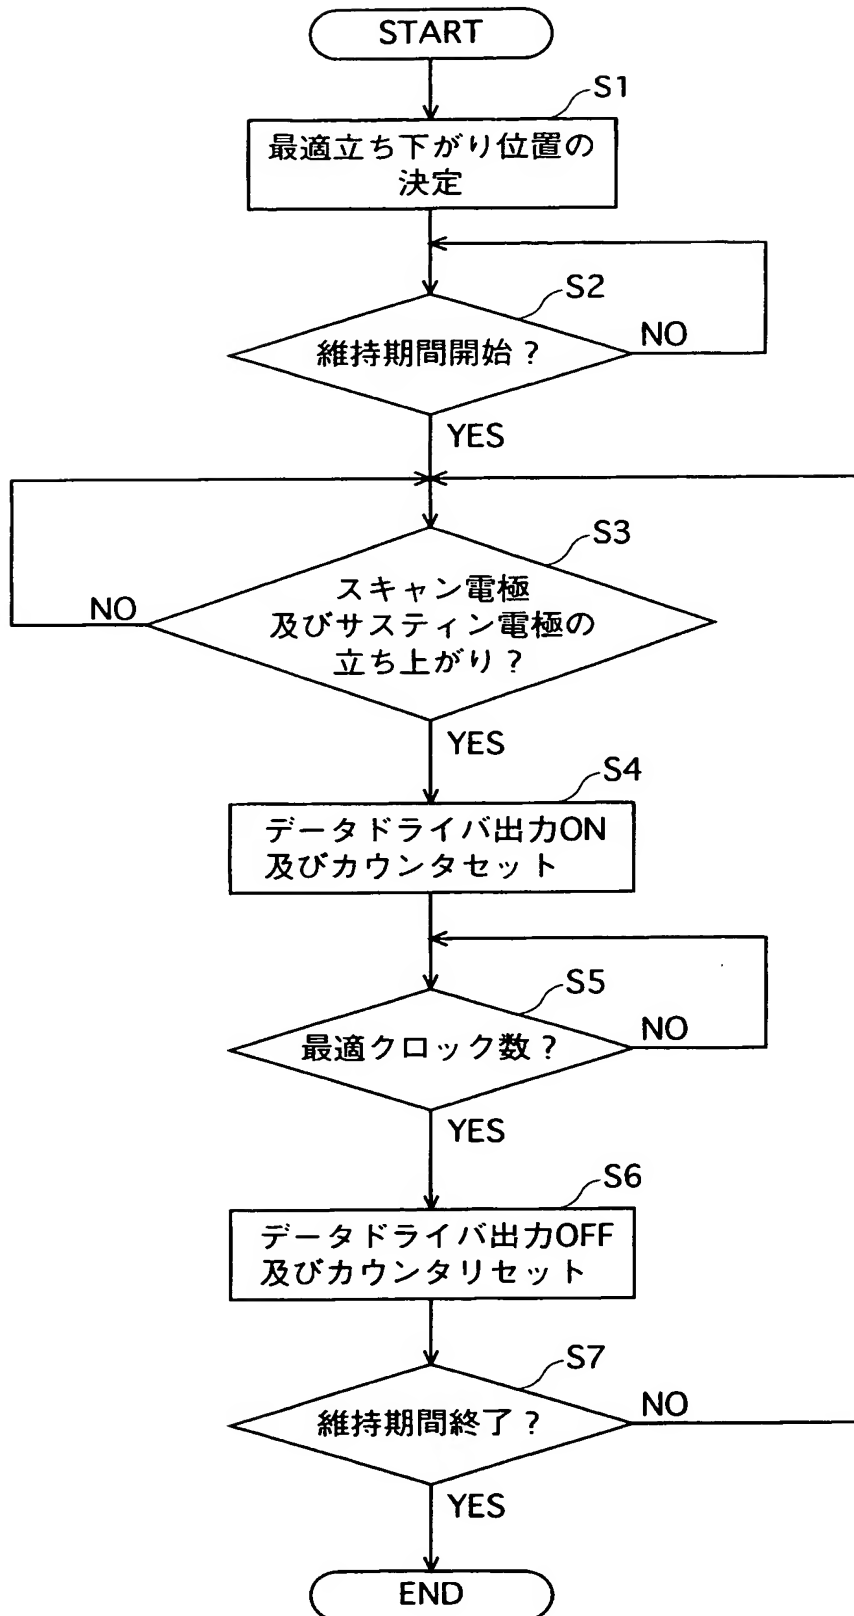 START
S1
最適立ち下がり位置の
決定
S2
維持期間開始？
NO
YES
S3
スキャン電極
及びサスティン電極の
立ち上がり？
NO
YES
S4
データドライバ出力ON
及びカウンタセット
S5
最適クロック数？
NO
YES
S6
データドライバ出力OFF
及びカウンタリセット
S7
維持期間終了？
NO
YES
END